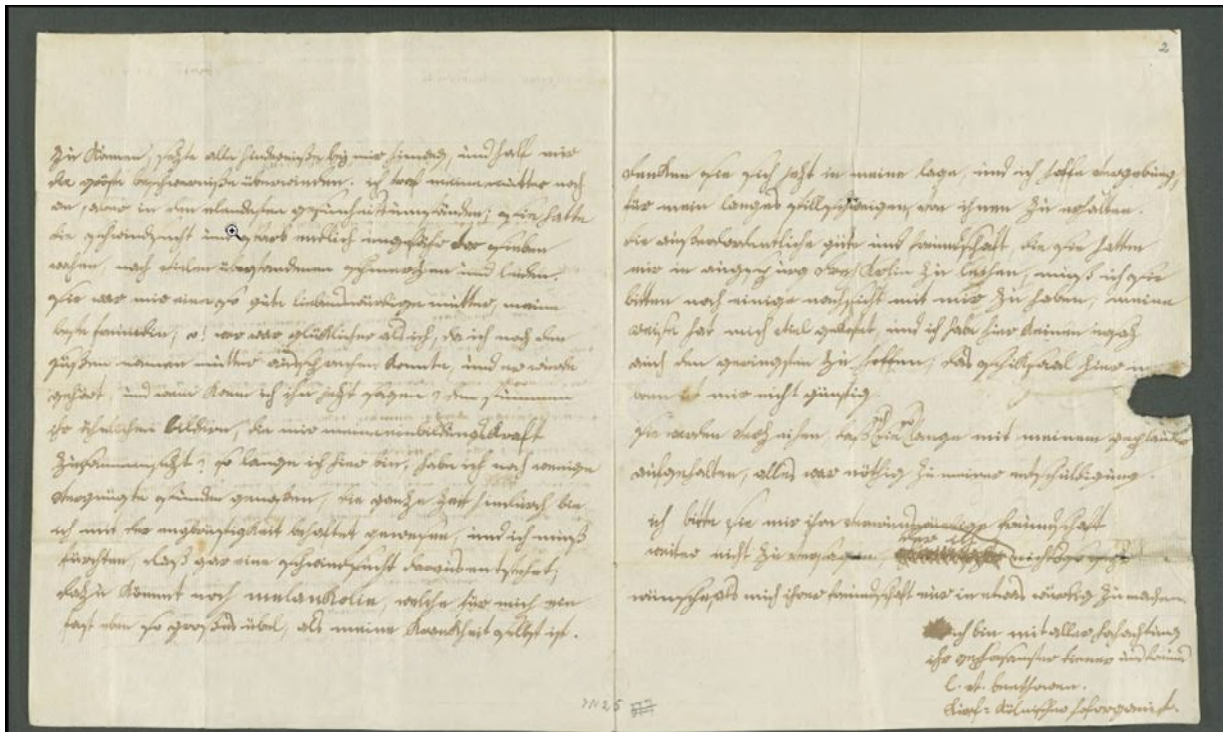 zu können, sezte alle hinderniße bey mir hinweg, und half mir
die gröste beschwerniße überwinden. ich traf meine mutter noch
an, aber in den elendesten gesundheitsumständen; sie hatte
die schwindsucht und starb endlich ungefähr vor sieben
wochen, nach vielen überstandenen schmerzen und leiden.
sie war mir eine so gute liebenswürdige mutter, meine
beste freundin; o! wer war glücklicher als ich, da ich noch den
süßen namen mutter aussprechen konnte, und er wurde
gehört, und wem kann ich ihn jezt sagen? den stummen
ihr ähnlichen bildern, die mir meine einbildungskraft
zusammensezt? so lange ich hier bin, habe ich noch wenige
vergnügte stunden genoßen; die ganze zeit hindurch bin
ich mit der engbrüstigkeit behaftet gewesen, und ich muß
fürchten, daß gar eine schwindsucht daraus entstehet;
dazu kömmt noch melankolie, welche für mich ein
fast eben so großes übel, als meine krankheit selbst ist.
2
denken sie sich jezt in meine lage, und ich hoffe vergebung,
für mein langes stillschweigen, von ihnen zu erhalten.
die außerordentliche güte und freundschaft, die sie hatten
mir in augspurg drei k[a]rolin zu leihen, muß ich sie
bitten noch einige nachsicht mit mir zu haben; meine
reise hat mich viel gekostet, und ich habe hier keinen ersaz
auch den geringsten zu hoffen; das schiksaal hier in
bonn ist mir nicht günstig.
sie werden verzeihen, daß ich sie so lange mit meinem geplauder
aufgehalten, alles war nöthig zu meiner entschuldigung.
ich bitte sie mir ihre verehrungswürdige freundschaft
weiter nicht zu versagen, der ich nichts so sehr
wünsche, als mich ihrer freundschaft nur in etwas würdig zu machen.
ich bin mit aller hochachtung
ihr gehorsamster diener und freund
l. v. beethowen.
kurf-kölnischer hoforganist.